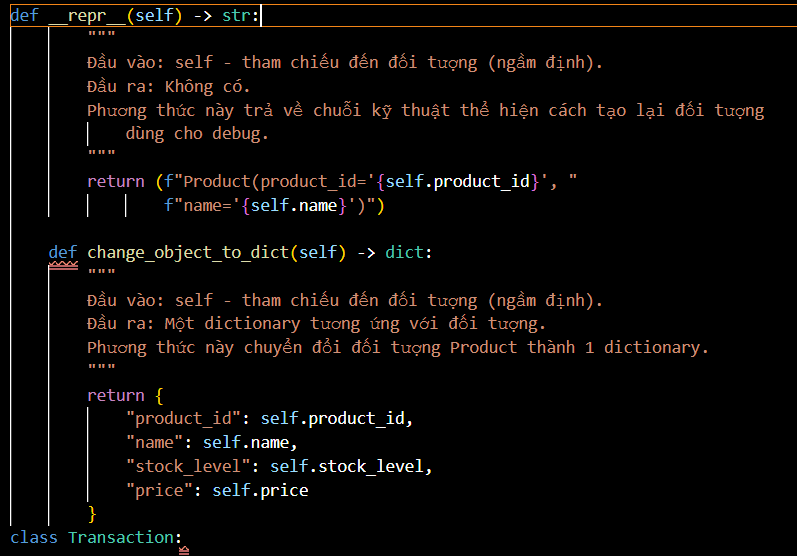 def __repr__(self) -> str:
"""
Đầu vào: self - tham chiếu đến đối tượng (ngầm định).
Đầu ra: Không có.
Phương thức này trả về chuỗi kỹ thuật thể hiện cách tạo lại đối tượng
dùng cho debug.
"""
return (f"Product(product_id='{self.product_id}', "
f"name='{self.name}')")
def change_object_to_dict(self) -> dict:
"""
Đầu vào: self - tham chiếu đến đối tượng (ngầm định).
Đầu ra: Một dictionary tương ứng với đối tượng.
Phương thức này chuyển đổi đối tượng Product thành 1 dictionary.
"""
return {
"product_id": self.product_id,
"name": self.name,
"stock_level": self.stock_level,
"price": self.price
}
class Transaction: